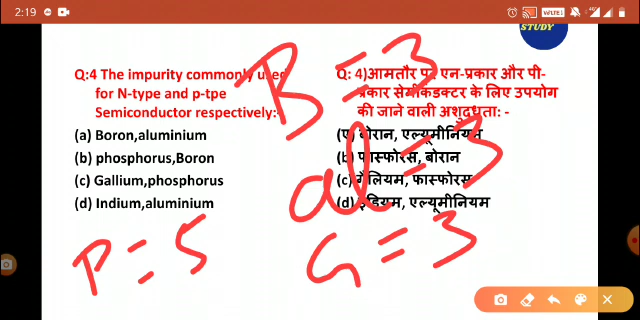 2:19
VoLTE 4G
STUDY
Q:4 The impurity commonly used
for N-type and p-tpe
Semiconductor respectively:-
(a) Boron,aluminium
(b) phosphorus,Boron
(c) Gallium,phosphorus
(d) Indium,aluminium
Q: 4)आमतौर पर एन-प्रकार और पी-
प्रकार सेमीकंडक्टर के लिए उपयोग
की जाने वाली अशुद्धता: -
(ए) बोरान, एल्यूमीनियम
(b) फास्फोरस, बोरान
(c) गैलियम, फास्फोरस
(d) इंडियम, एल्यूमीनियम
B=3
al=3
G=3
P=5